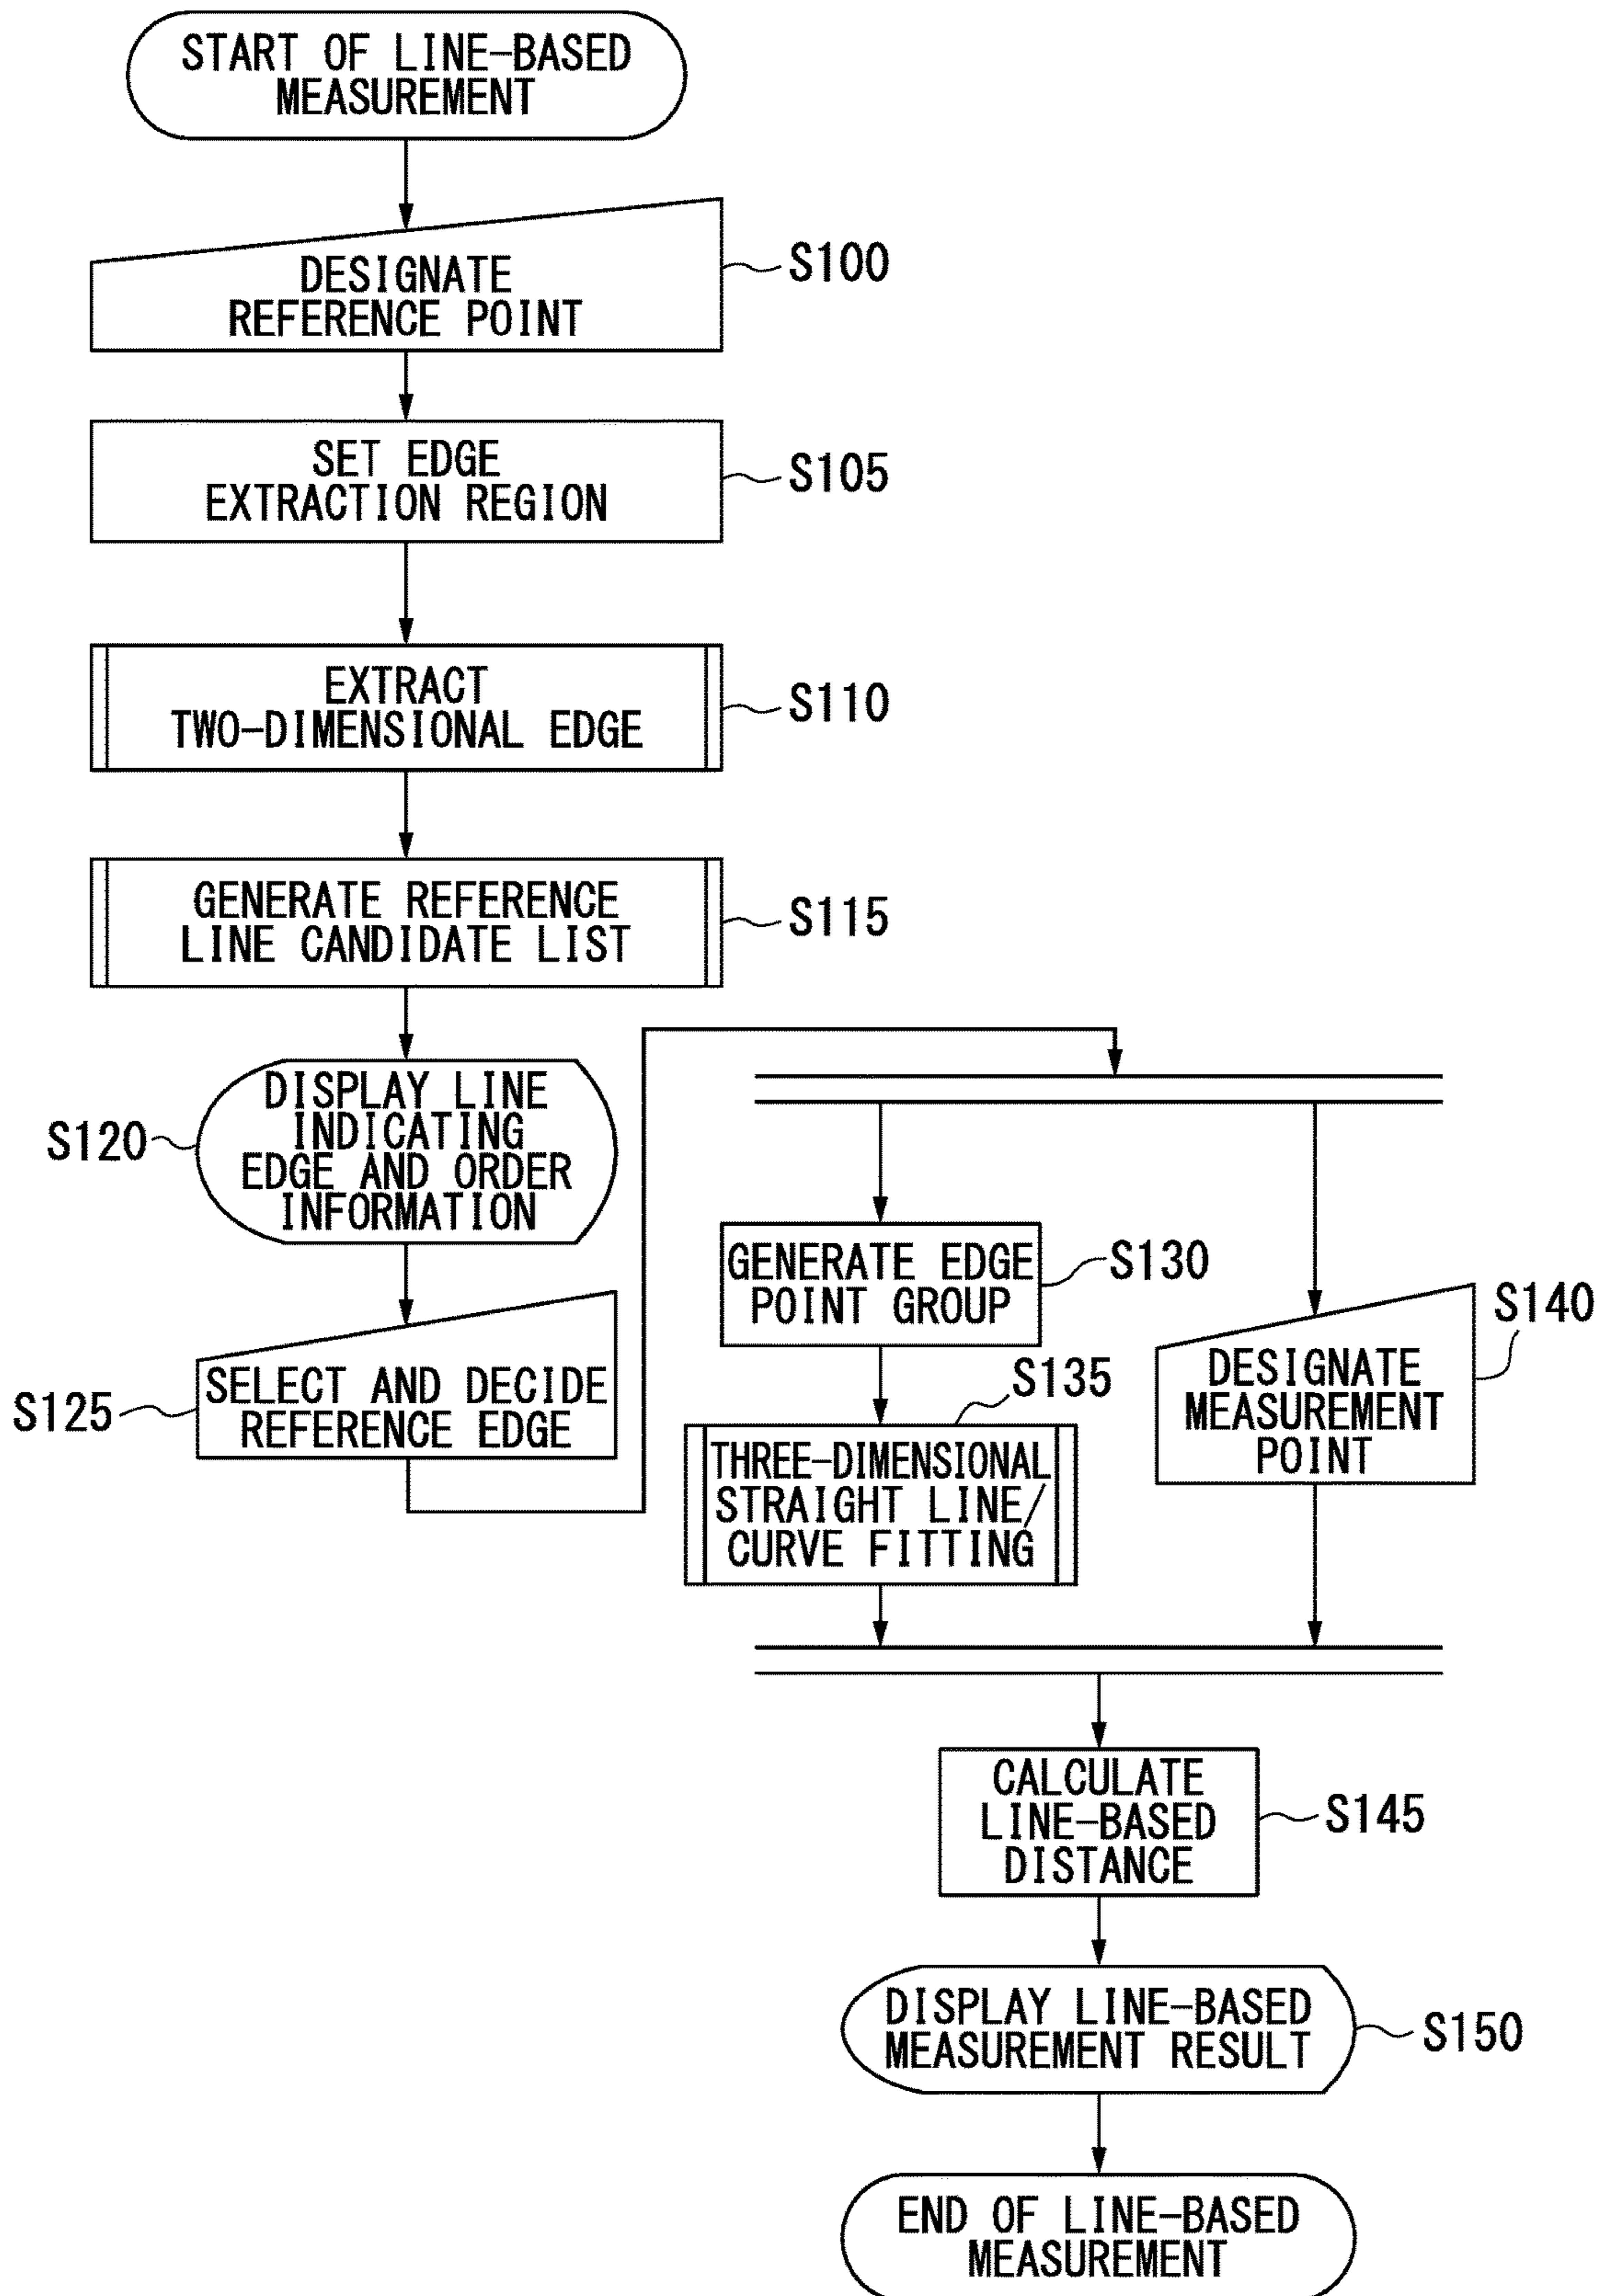 START OF LINE-BASED
MEASUREMENT
DESIGNATE
REFERENCE POINT
S100
SET EDGE
EXTRACTION REGION
S105
EXTRACT
TWO-DIMENSIONAL EDGE
S110
GENERATE REFERENCE
LINE CANDIDATE LIST
S115
DISPLAY LINE
INDICATING
EDGE AND ORDER
INFORMATION
S120
SELECT AND DECIDE
REFERENCE EDGE
S125
GENERATE EDGE
POINT GROUP
S130
THREE-DIMENSIONAL
STRAIGHT LINE/
CURVE FITTING
S135
DESIGNATE
MEASUREMENT
POINT
S140
CALCULATE
LINE-BASED
DISTANCE
S145
DISPLAY LINE-BASED
MEASUREMENT RESULT
S150
END OF LINE-BASED
MEASUREMENT